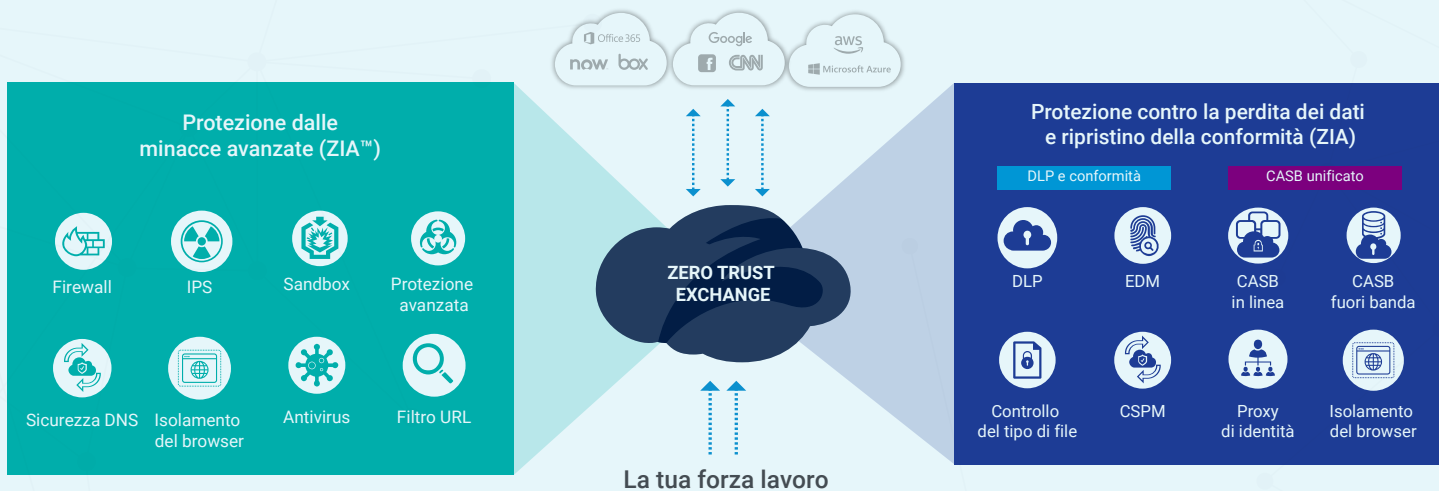 Office 365
now box
Google
f CNN
aws
Microsoft Azure
Protezione dalle
minacce avanzate (ZIA™)
Firewall
IPS
Sandbox
Protezione
avanzata
Sicurezza DNS
Isolamento
del browser
Antivirus
Filtro URL
ZERO TRUST
EXCHANGE
La tua forza lavoro
Protezione contro la perdita dei dati
e ripristino della conformità (ZIA)
DLP e conformità
CASB unificato
DLP
EDM
CASB
in linea
CASB
fuori banda
Controllo
del tipo di file
CSPM
Proxy
di identità
Isolamento
del browser